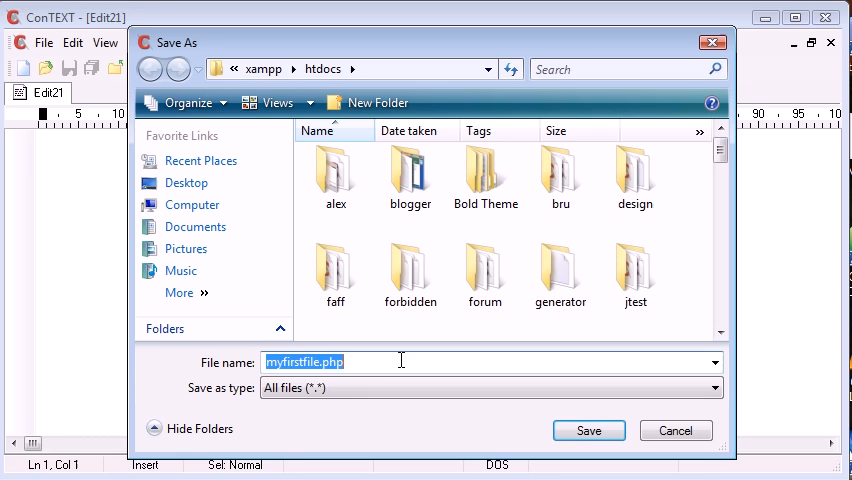 ConTEXT - [Edit21]
File Edit View
Save As
xampp htdocs
Search
Organize Views New Folder
Edit21
5 10 90 95 10
Favorite Links
Recent Places
Desktop
Computer
Documents
Pictures
Music
More »
Folders
Name Date taken Tags Size »
alex blogger Bold Theme bru design
faff forbidden forum generator jtest
File name: myfirstfile.php
Save as type: All files (*.*)
Hide Folders Save Cancel
Ln 1, Col 1 Insert Sel: Normal DOS